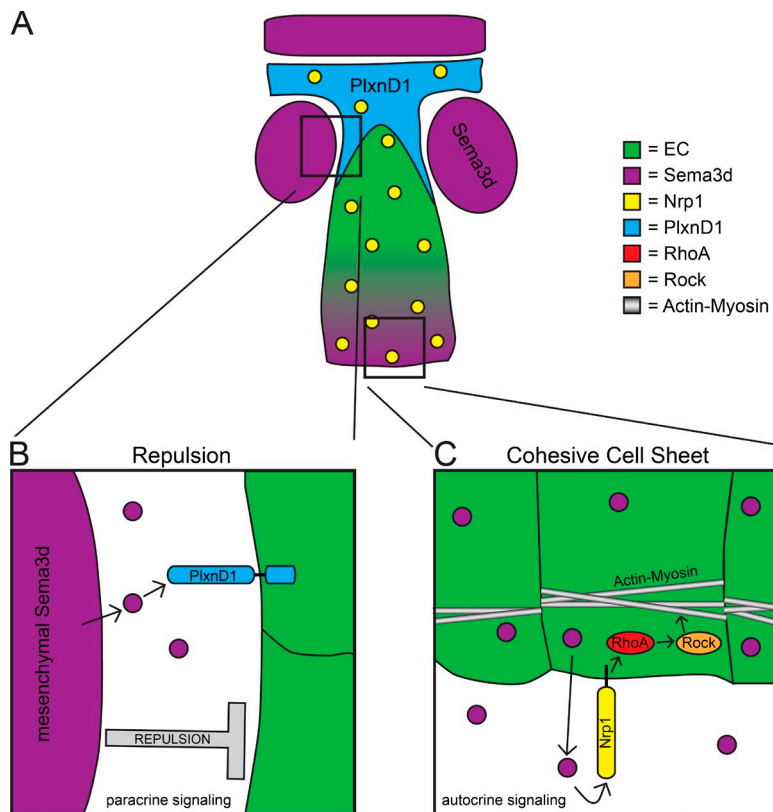 A
PlxnD1
Sema3d
= EC
= Sema3d
= Nrp1
= PlxnD1
= RhoA
= Rock
= Actin-Myosin
B
Repulsion
mesenchymal Sema3d
PlxnD1
REPULSION
paracrine signaling
C
Cohesive Cell Sheet
Actin-Myosin
RhoA
Rock
Nrp1
autocrine signaling